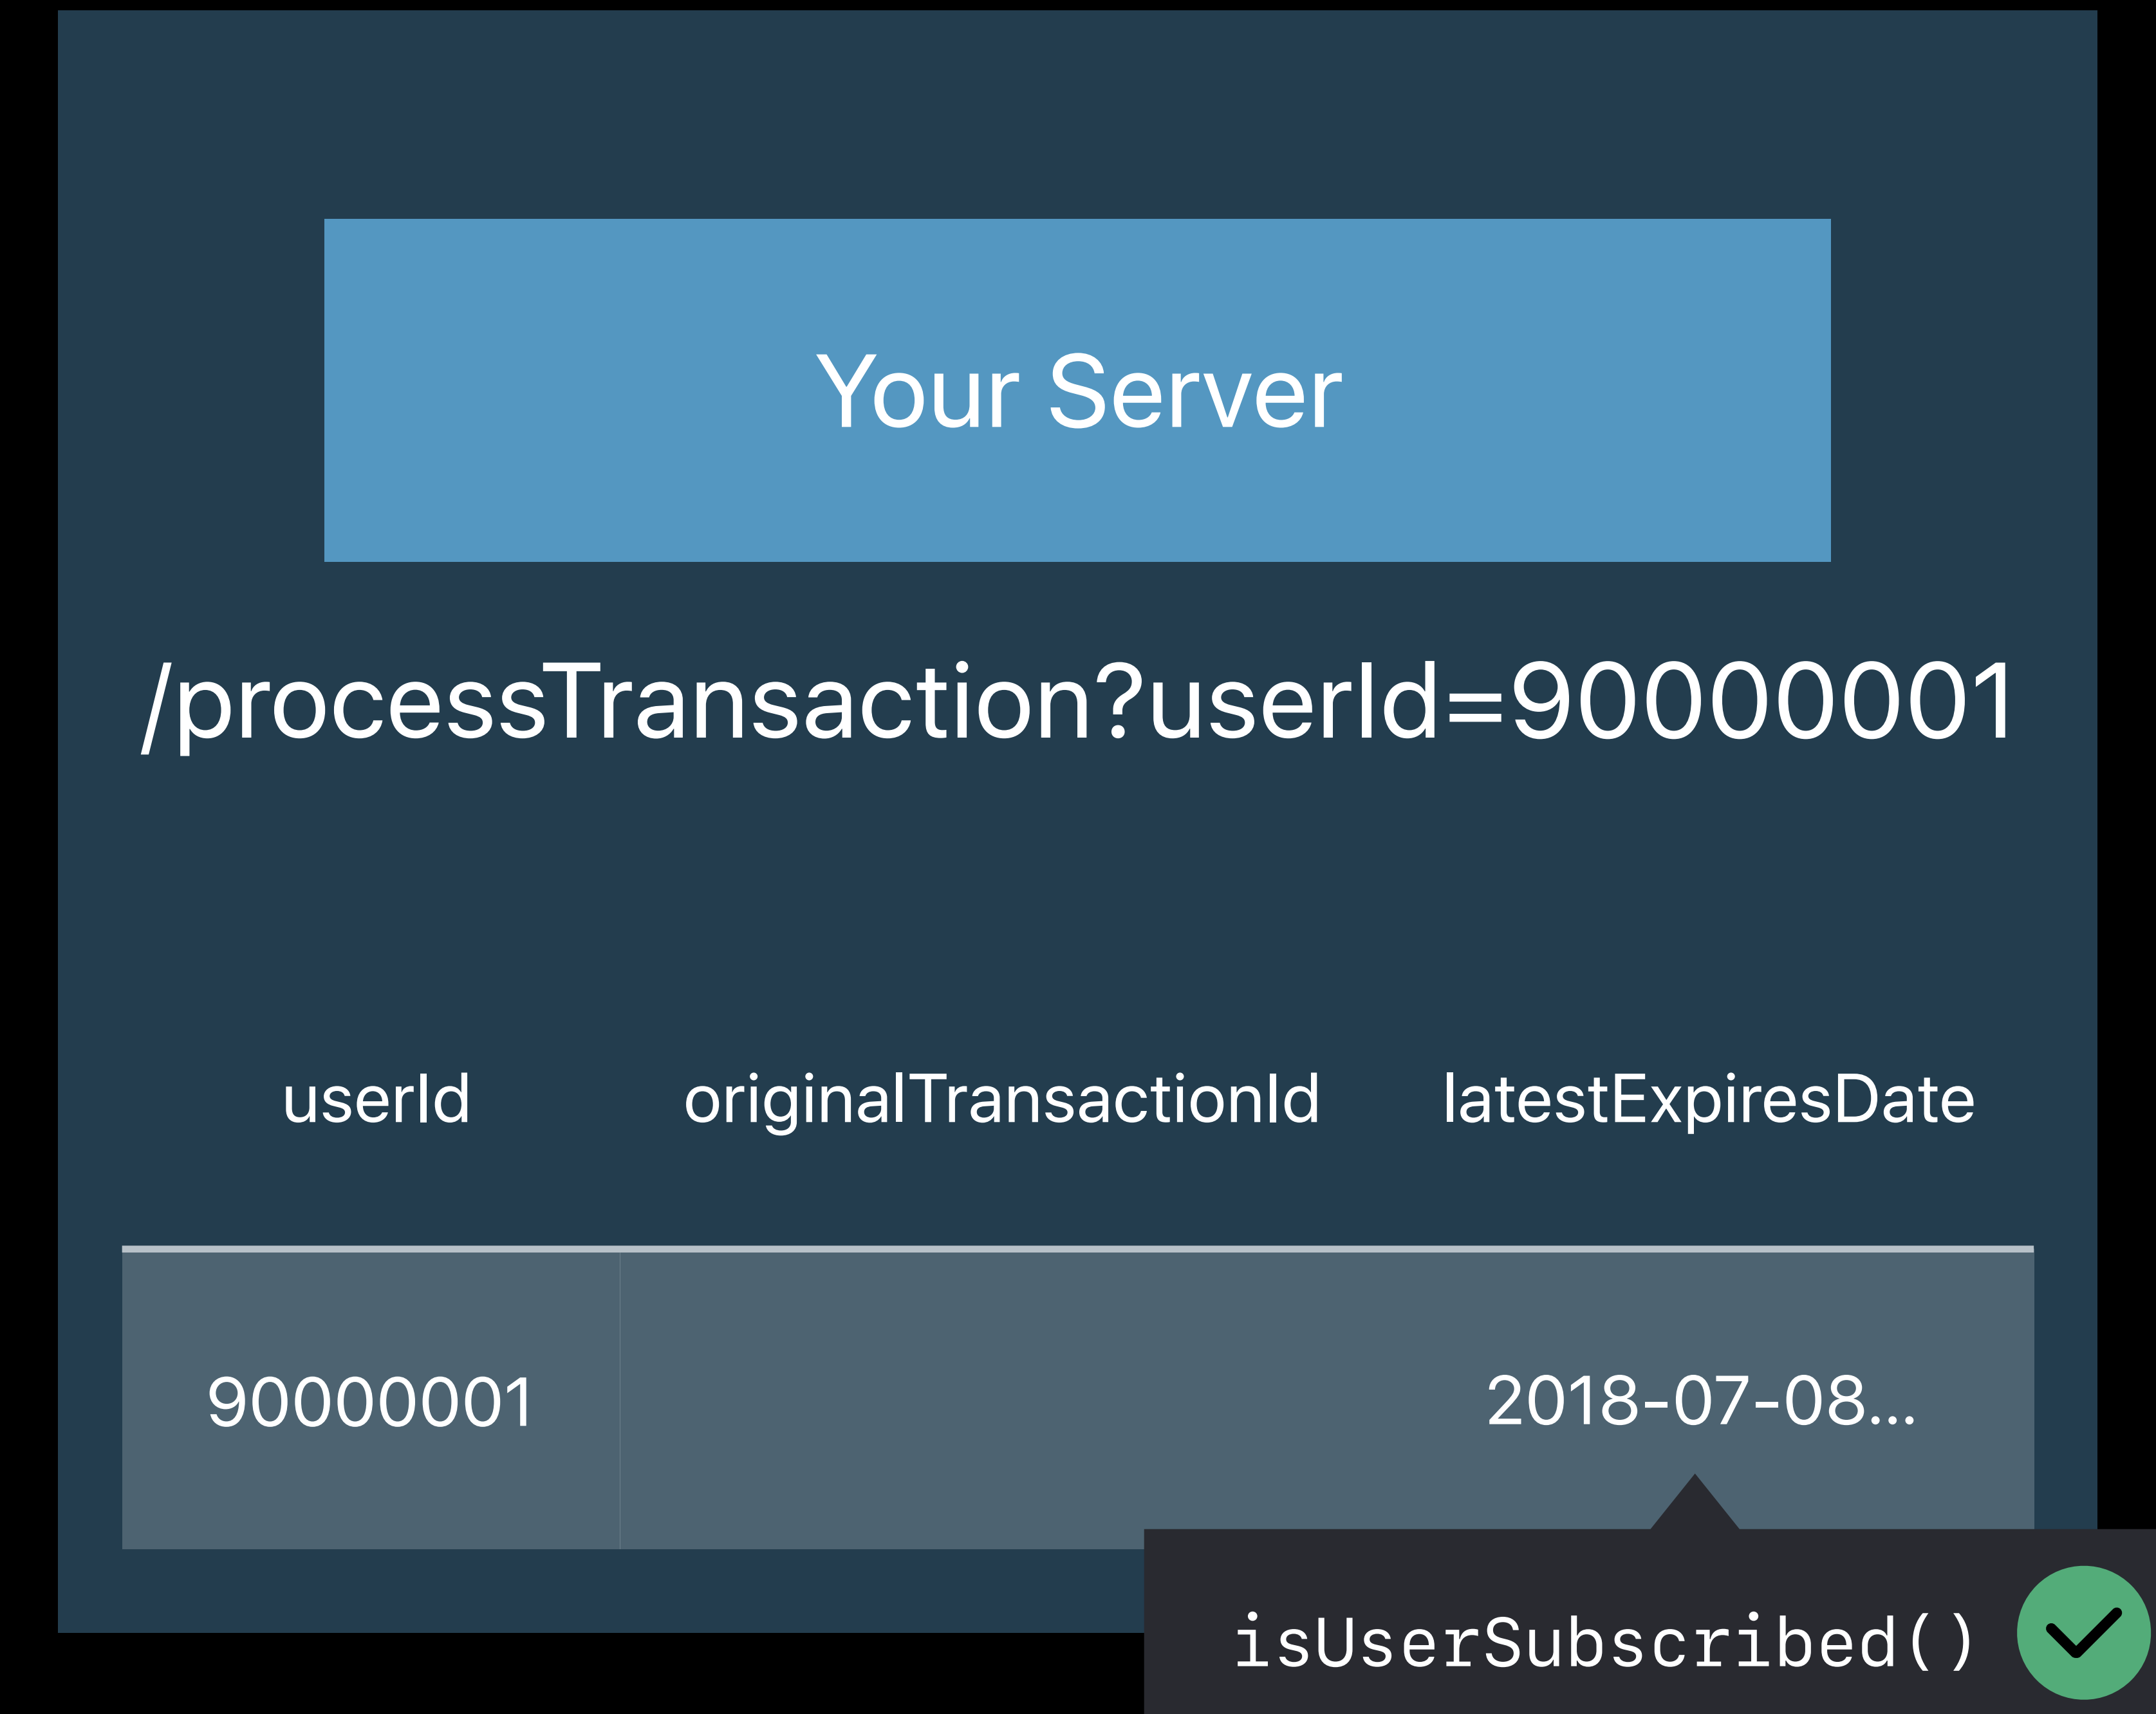 Your Server
/processTransaction?userId=90000001
userId originalTransactionId latestExpiresDate
90000001 2018-07-08...
isUserSubscribed()